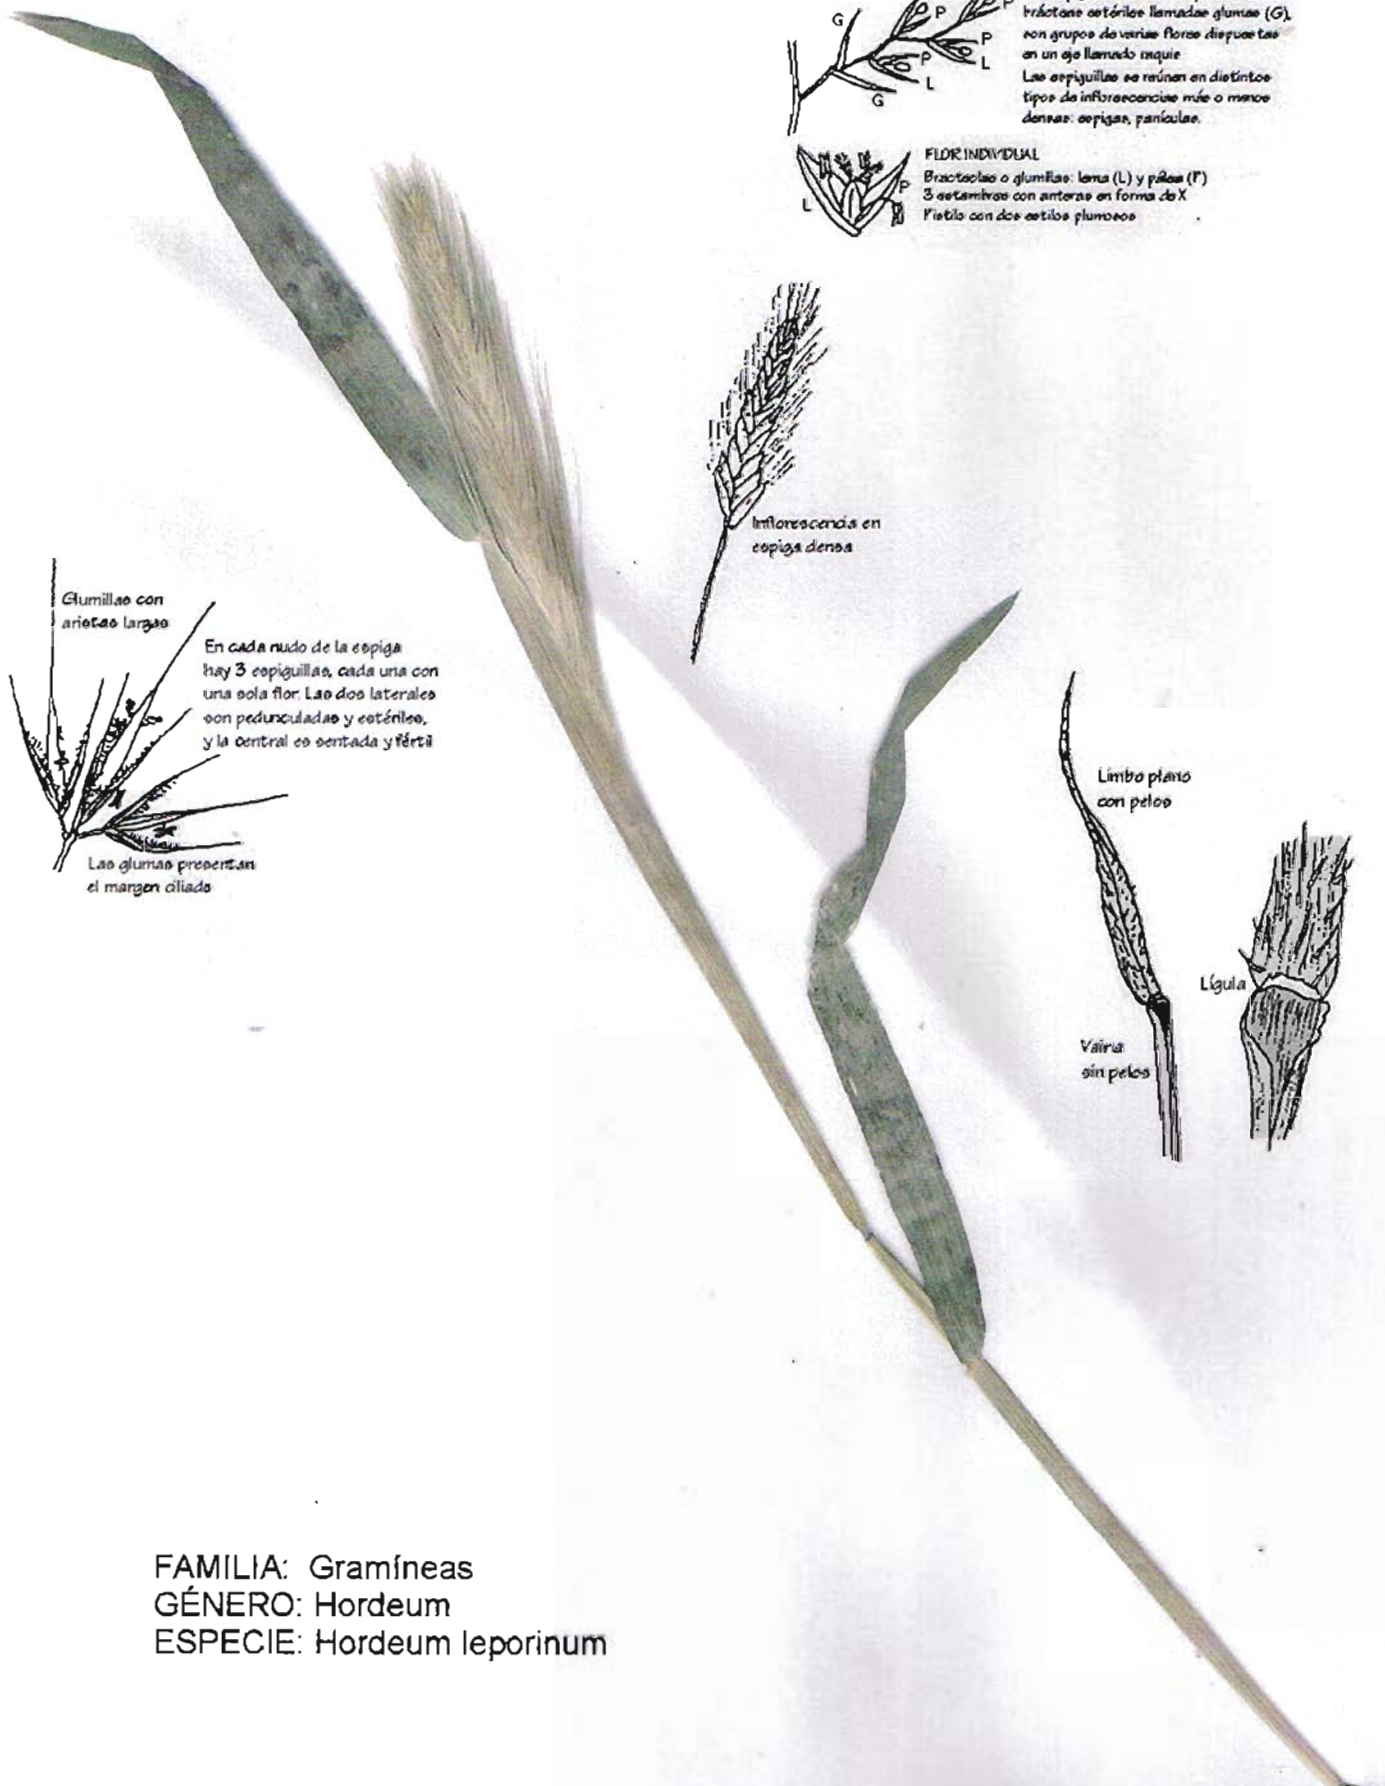 G
P
P
brácteas estériles llamadas glumas (G),
son grupos de varias flores dispuestas
en un eje llamado raquis
Las espiguillas se reúnen en distintos
tipos de inflorescencias más o menos
densas: espigas, panículas.
P
L
P
L
G
FLOR INDIVIDUAL
Bracteolas o glumillas: lema (L) y pálea (P)
3 estambres con anteras en forma de X
Pistilo con dos estilos plumosos
P
L
Inflorescencia en
espiga densa
Glumillas con
aristas largas
En cada nudo de la espiga
hay 3 espiguillas, cada una con
una sola flor. Las dos laterales
son pedunculadas y estériles,
y la central es sentada y fértil
Las glumas presentan
el margen ciliado
Limbo plano
con pelos
Lígula
Vaina
sin pelos
FAMILIA: Gramíneas
GÉNERO: Hordeum
ESPECIE: Hordeum leporinum